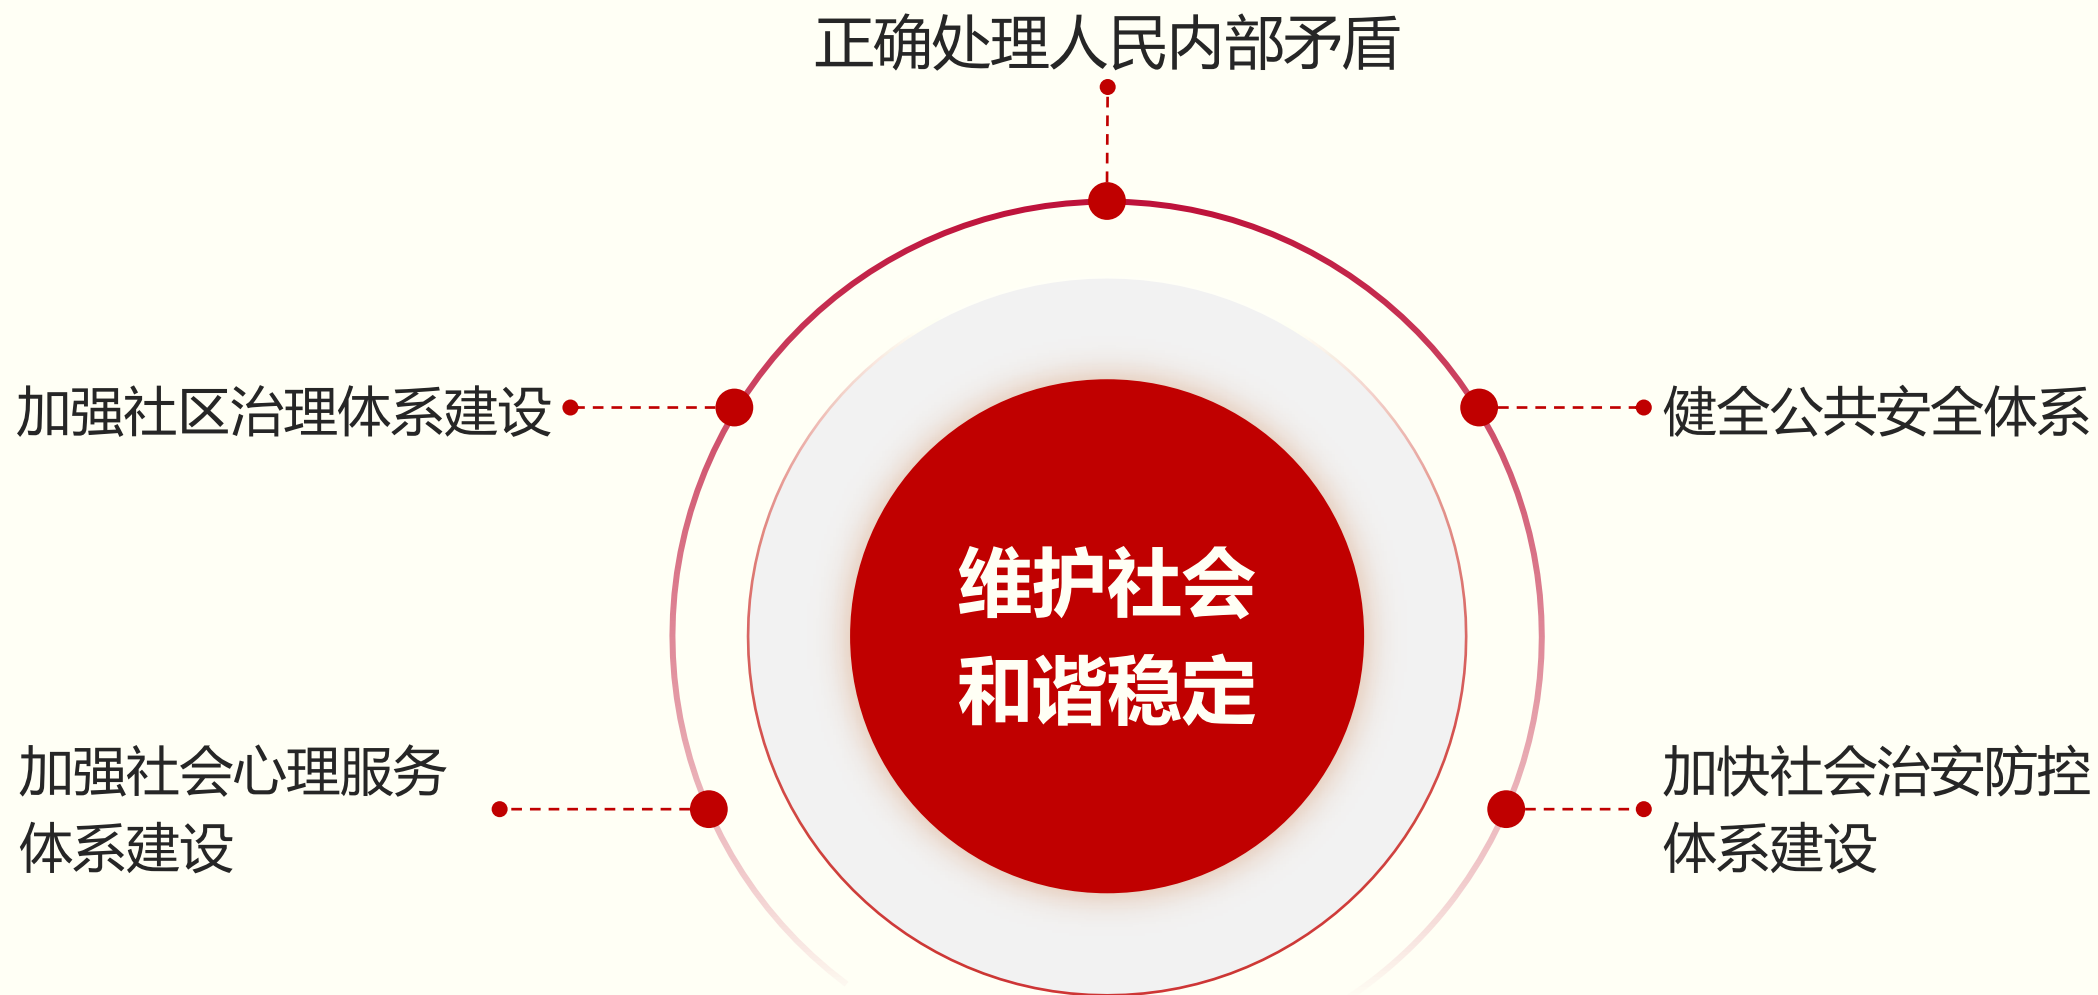 正确处理人民内部矛盾
加强社区治理体系建设
健全公共安全体系
维护社会
和谐稳定
加强社会心理服务
体系建设
加快社会治安防控
体系建设